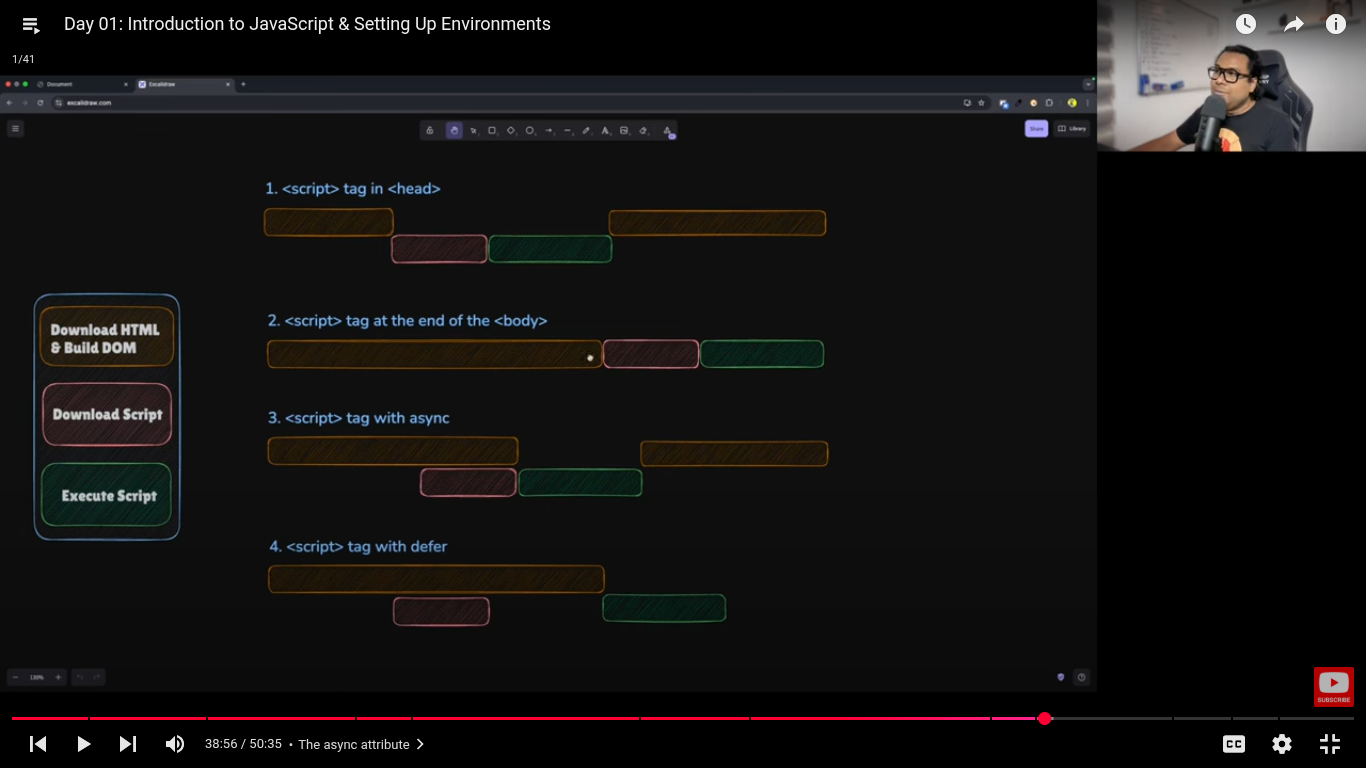 Day 01: Introduction to JavaScript & Setting Up Environments
1/41
Document
Excalidraw
excalidraw.com
Share
Library
1. <script> tag in <head>
2. <script> tag at the end of the <body>
3. <script> tag with async
4. <script> tag with defer
Download HTML
& Build DOM
Download Script
Execute Script
SUBSCRIBE
38:56 / 50:35 • The async attribute
CC